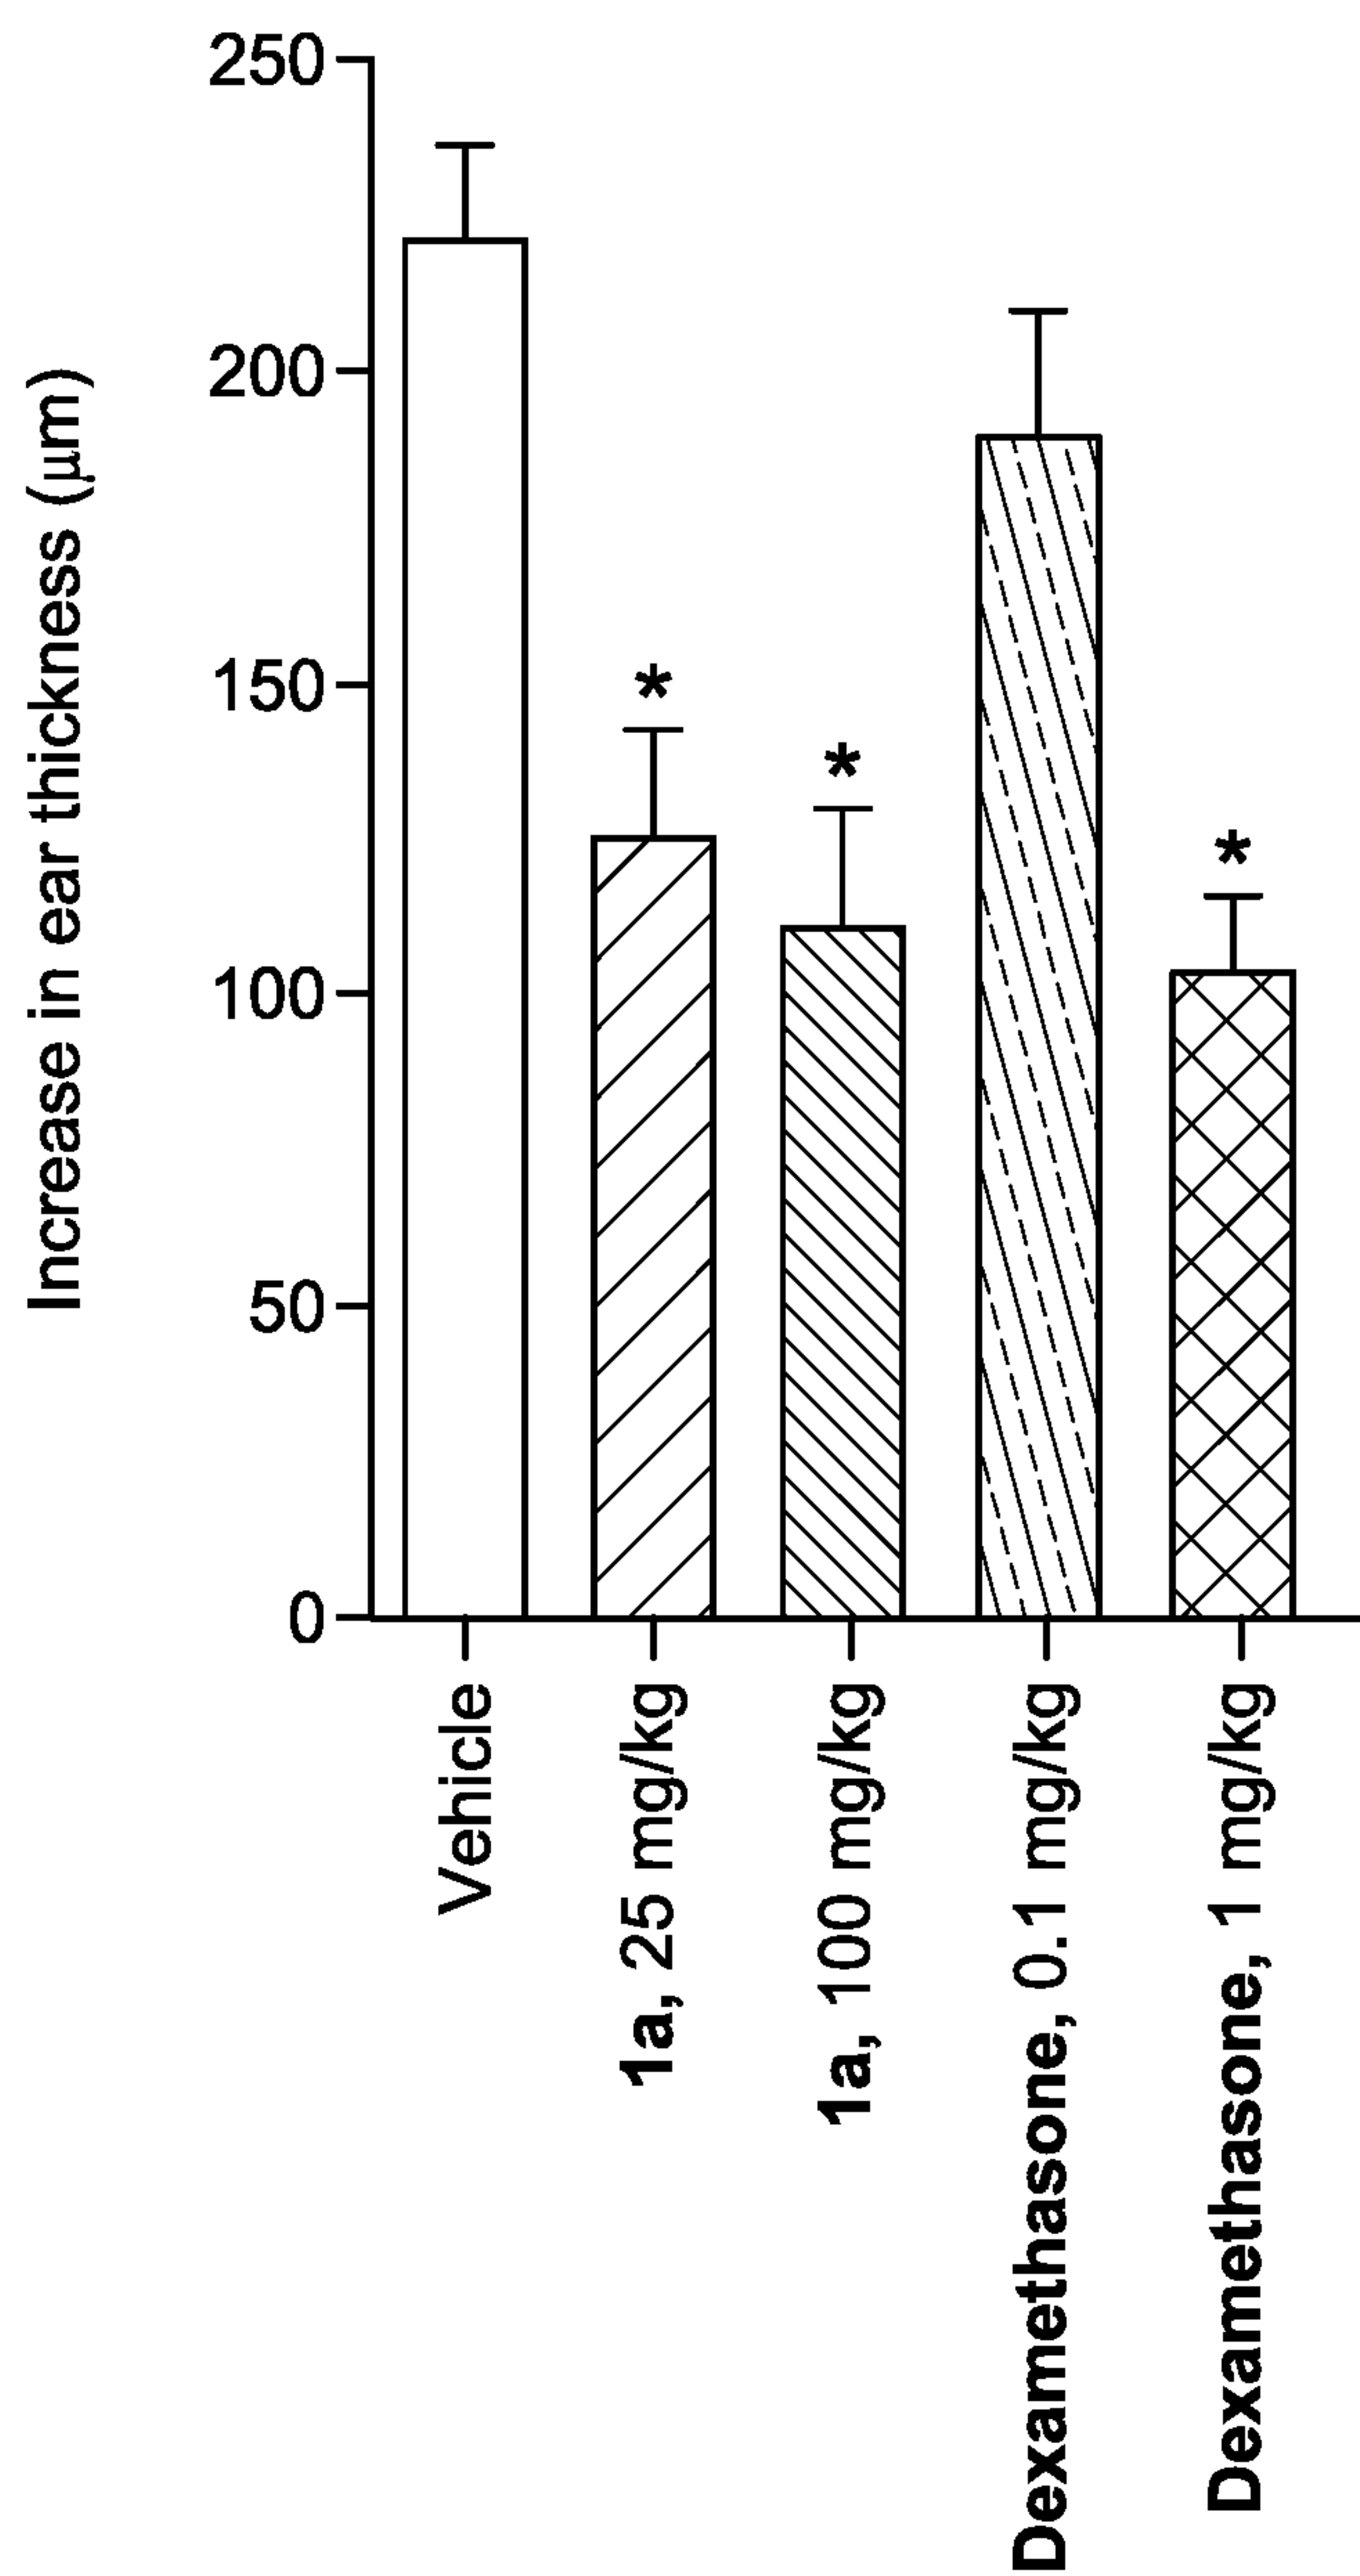 Increase in ear thickness (μm)
250
200
150
100
50
0
*
*
*
Vehicle
1a, 25 mg/kg
1a, 100 mg/kg
Dexamethasone, 0.1 mg/kg
Dexamethasone, 1 mg/kg